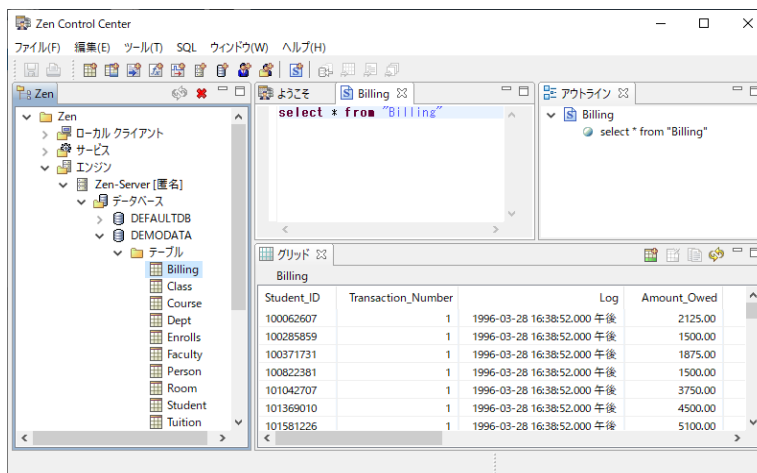 Zen Control Center
ファイル(F) 編集(E) ツール(T) SQL ウィンドウ(W) ヘルプ(H)
Zen
Zen
ローカル クライアント
サービス
エンジン
Zen-Server [匿名]
データベース
DEFAULTDB
DEMODATA
テーブル
Billing
Class
Course
Dept
Enrolls
Faculty
Person
Room
Student
Tuition
ようこそ Billing
select * from "Billing"
アウトライン
Billing
select * from "Billing"
グリッド
Billing
Student_ID Transaction_Number Log Amount_Owed
100062607 1 1996-03-28 16:38:52.000 午後 2125.00
100285859 1 1996-03-28 16:38:52.000 午後 1500.00
100371731 1 1996-03-28 16:38:52.000 午後 1875.00
100822381 1 1996-03-28 16:38:52.000 午後 1500.00
101042707 1 1996-03-28 16:38:52.000 午後 3750.00
101369010 1 1996-03-28 16:38:52.000 午後 4500.00
101581226 1 1996-03-28 16:38:52.000 午後 5100.00